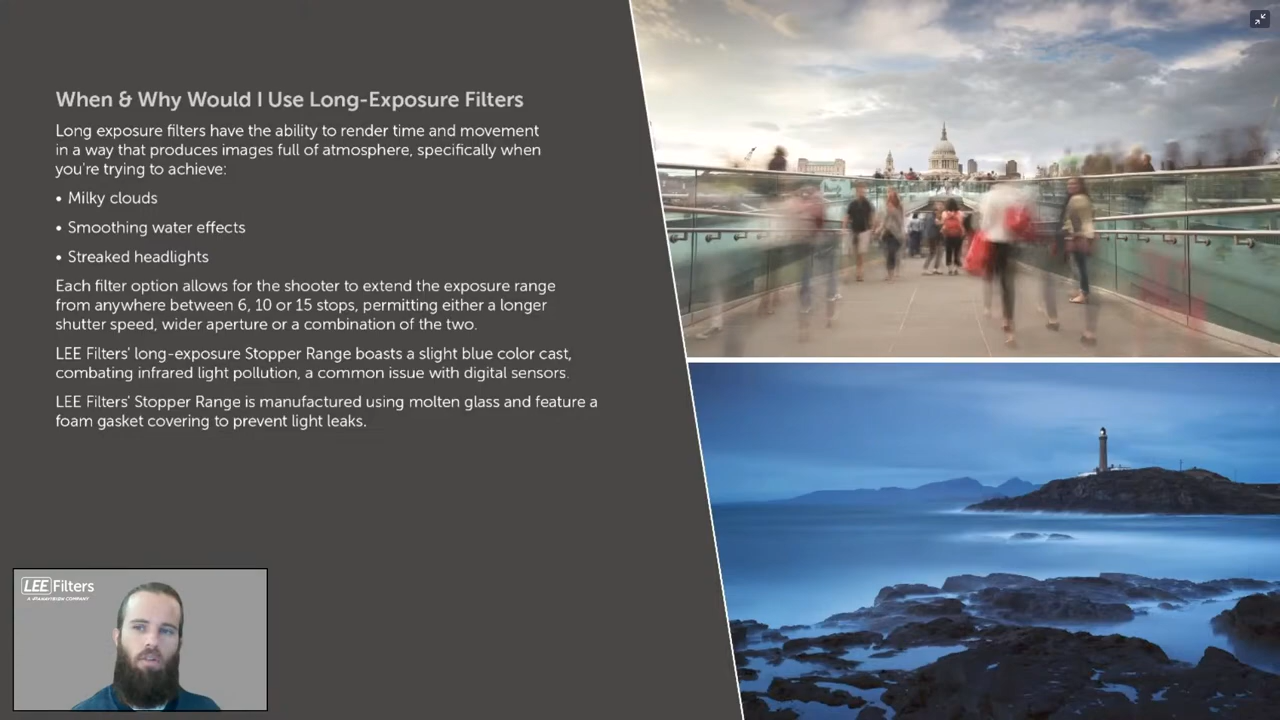 When & Why Would I Use Long-Exposure Filters
Long exposure filters have the ability to render time and movement
in a way that produces images full of atmosphere, specifically when
you're trying to achieve:
• Milky clouds
• Smoothing water effects
• Streaked headlights
Each filter option allows for the shooter to extend the exposure range
from anywhere between 6, 10 or 15 stops, permitting either a longer
shutter speed, wider aperture or a combination of the two.
LEE Filters' long-exposure Stopper Range boasts a slight blue color cast,
combating infrared light pollution, a common issue with digital sensors.
LEE Filters' Stopper Range is manufactured using molten glass and feature a
foam gasket covering to prevent light leaks.
LEE Filters
A PANAVISION COMPANY